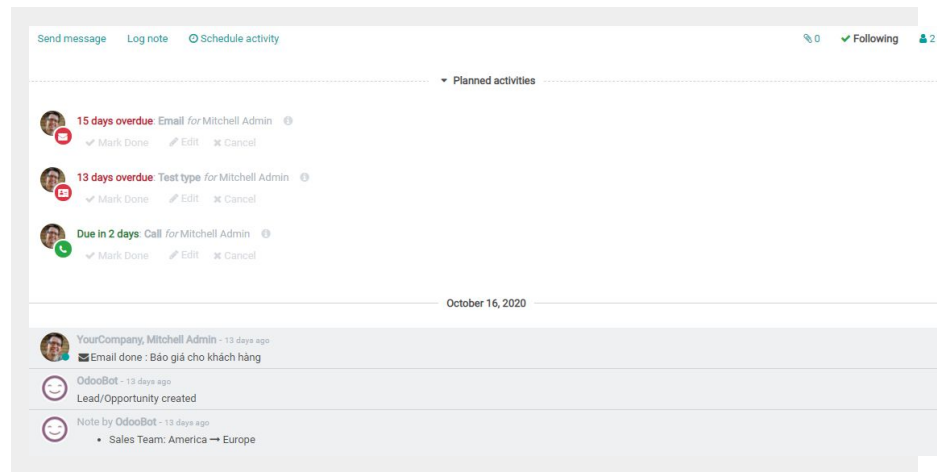 Send message Log note Schedule activity 0 Following 2
Planned activities
15 days overdue: Email for Mitchell Admin
Mark Done Edit Cancel
13 days overdue: Test type for Mitchell Admin
Mark Done Edit Cancel
Due in 2 days: Call for Mitchell Admin
Mark Done Edit Cancel
October 16, 2020
YourCompany, Mitchell Admin - 13 days ago
Email done : Báo giá cho khách hàng
OdooBot - 13 days ago
Lead/Opportunity created
Note by OdooBot - 13 days ago
• Sales Team: America → Europe